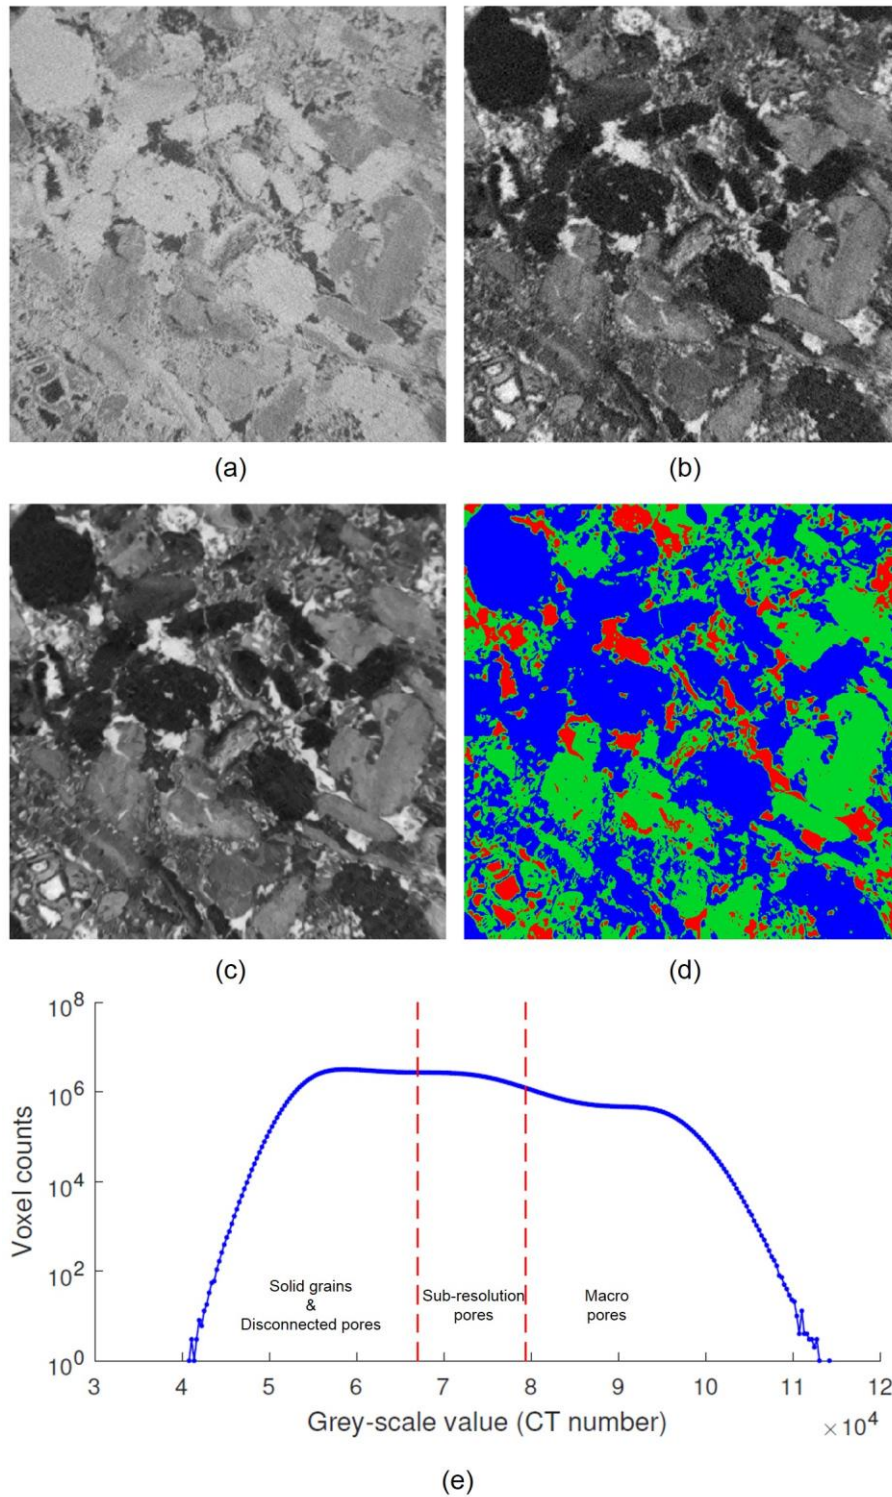 (a)
(b)
(c)
(d)
10^8
10^6
10^4
10^2
10^0
Voxel counts
Solid grains
&
Disconnected pores
Sub-resolution
pores
Macro
pores
3
4
5
6
7
8
9
10
11
12
Grey-scale value (CT number)
× 10^4
(e)